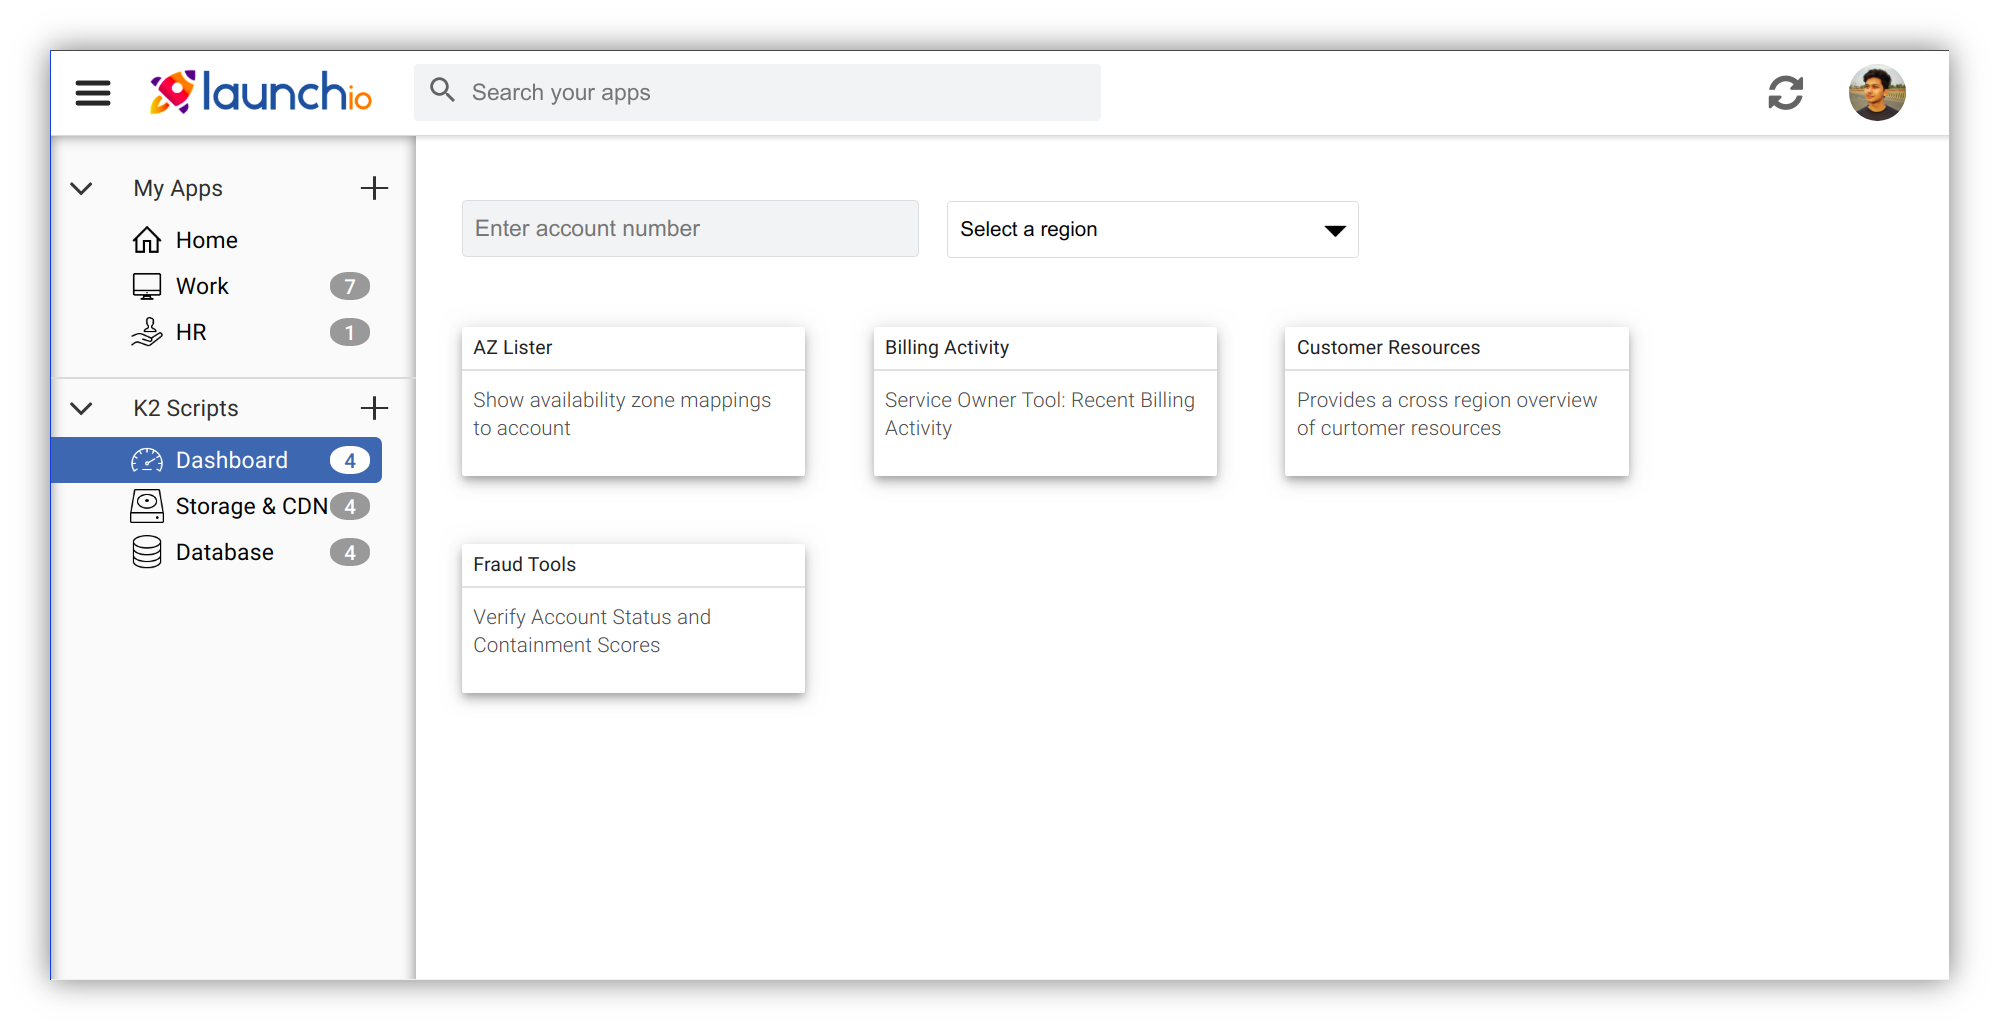 launchio
Search your apps
My Apps
Home
Work 7
HR 1
K2 Scripts
Dashboard 4
Storage & CDN 4
Database 4
Enter account number
Select a region
AZ Lister
Show availability zone mappings
to account
Billing Activity
Service Owner Tool: Recent Billing
Activity
Customer Resources
Provides a cross region overview
of curtomer resources
Fraud Tools
Verify Account Status and
Containment Scores